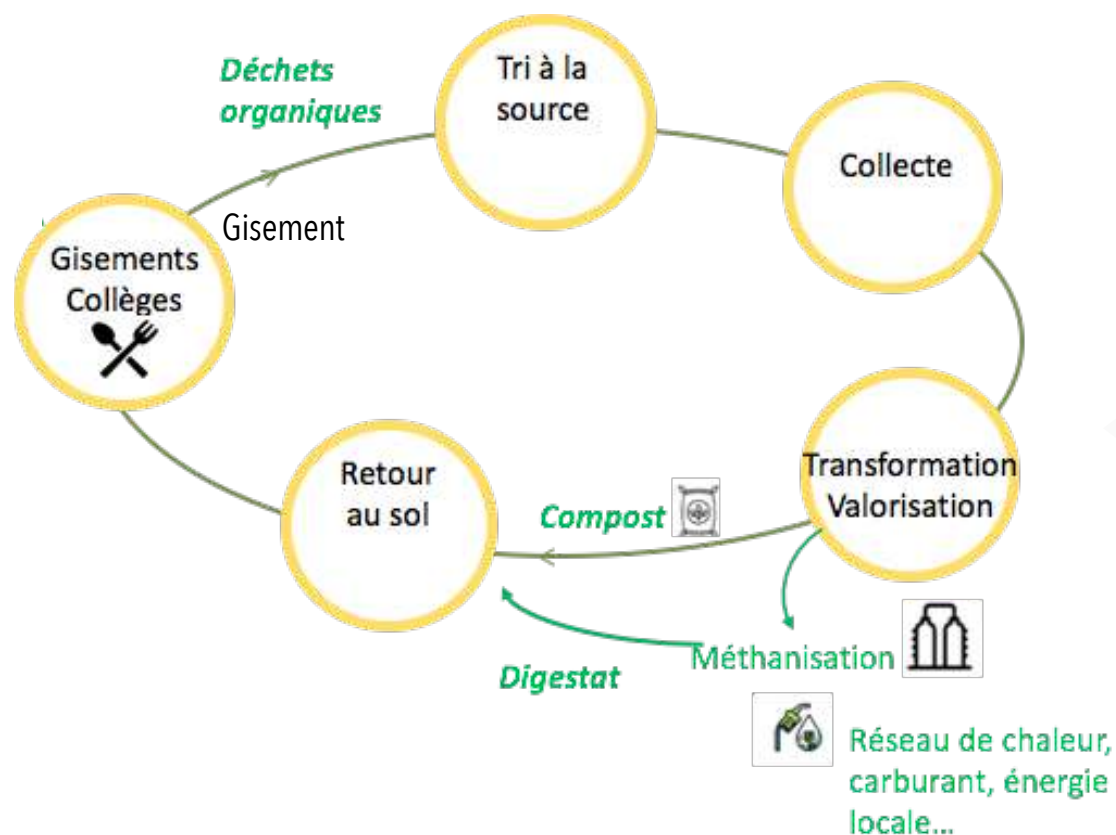 Déchets
organiques
Tri à la
source
Collecte
Gisement
Gisements
Collèges
Transformation
Valorisation
Retour
au sol
Compost
Méthanisation
Digestat
Réseau de chaleur,
carburant, énergie
locale...